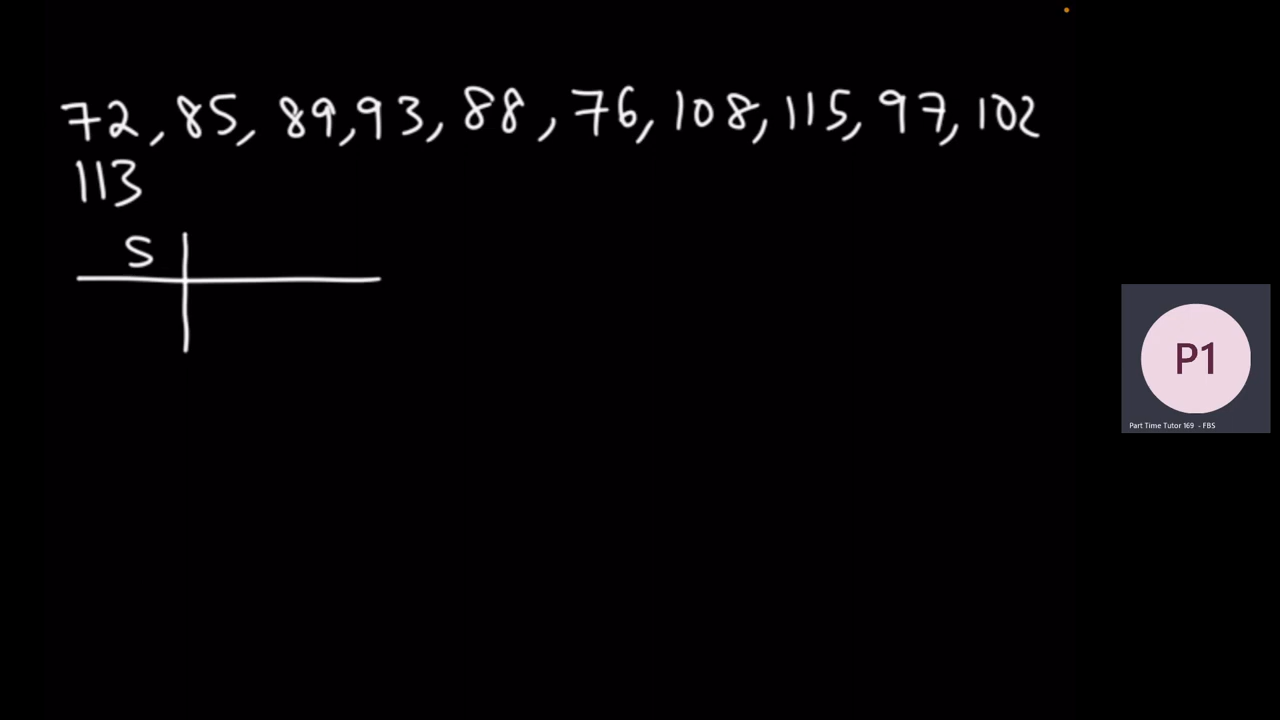 72, 85, 89, 93, 88, 76, 108, 115, 97, 102
113
S
P1
Part Time Tutor 169 - FBS